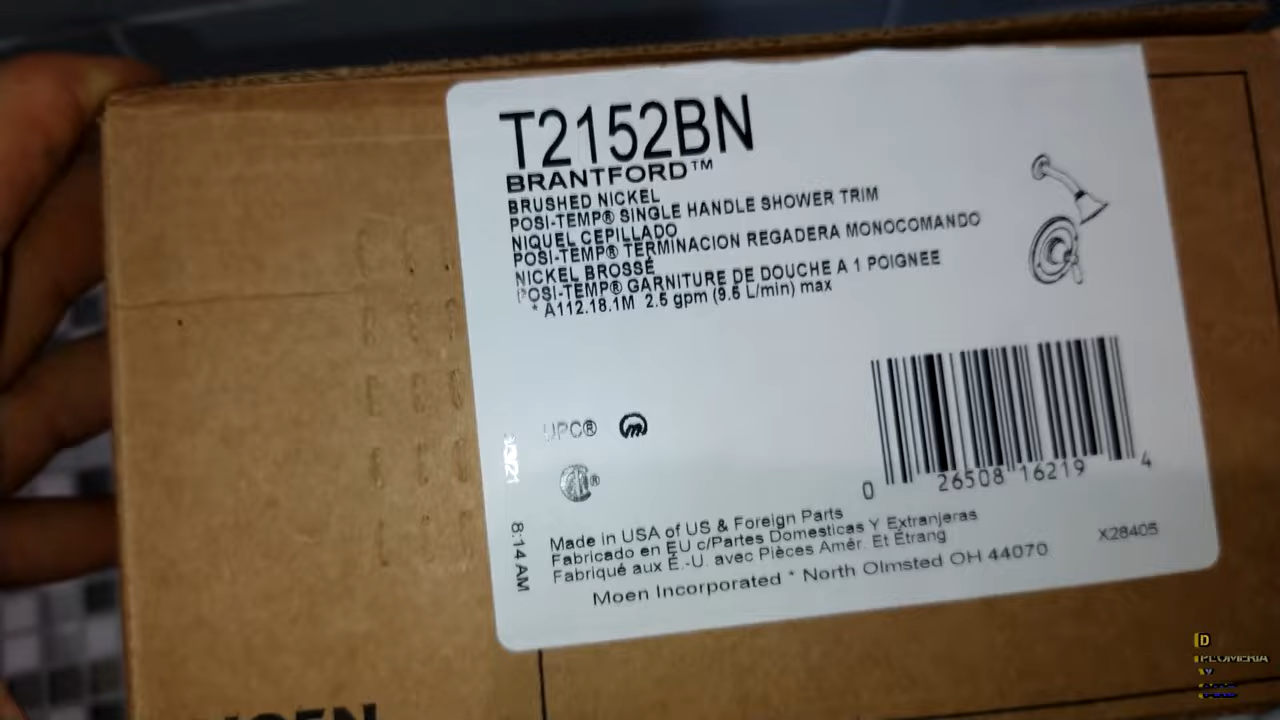 T2152BN
BRANTFORD™
BRUSHED NICKEL
POSI-TEMP® SINGLE HANDLE SHOWER TRIM
NIQUEL CEPILLADO
POSI-TEMP® TERMINACION REGADERA MONOCOMANDO
NICKEL BROSSÉ
POSI-TEMP® GARNITURE DE DOUCHE A 1 POIGNEE
* A112.18.1M 2.5 gpm (9.5 L/min) max
UPC®
0 26508 16219 4
8:14 AM
Made in USA of US & Foreign Parts
Fabricado en EU c/Partes Domesticas Y Extranjeras
Fabriqué aux É.-U. avec Pièces Amér. Et Étrang
X28405
Moen Incorporated * North Olmsted OH 44070
D
PLOMERIA
Y